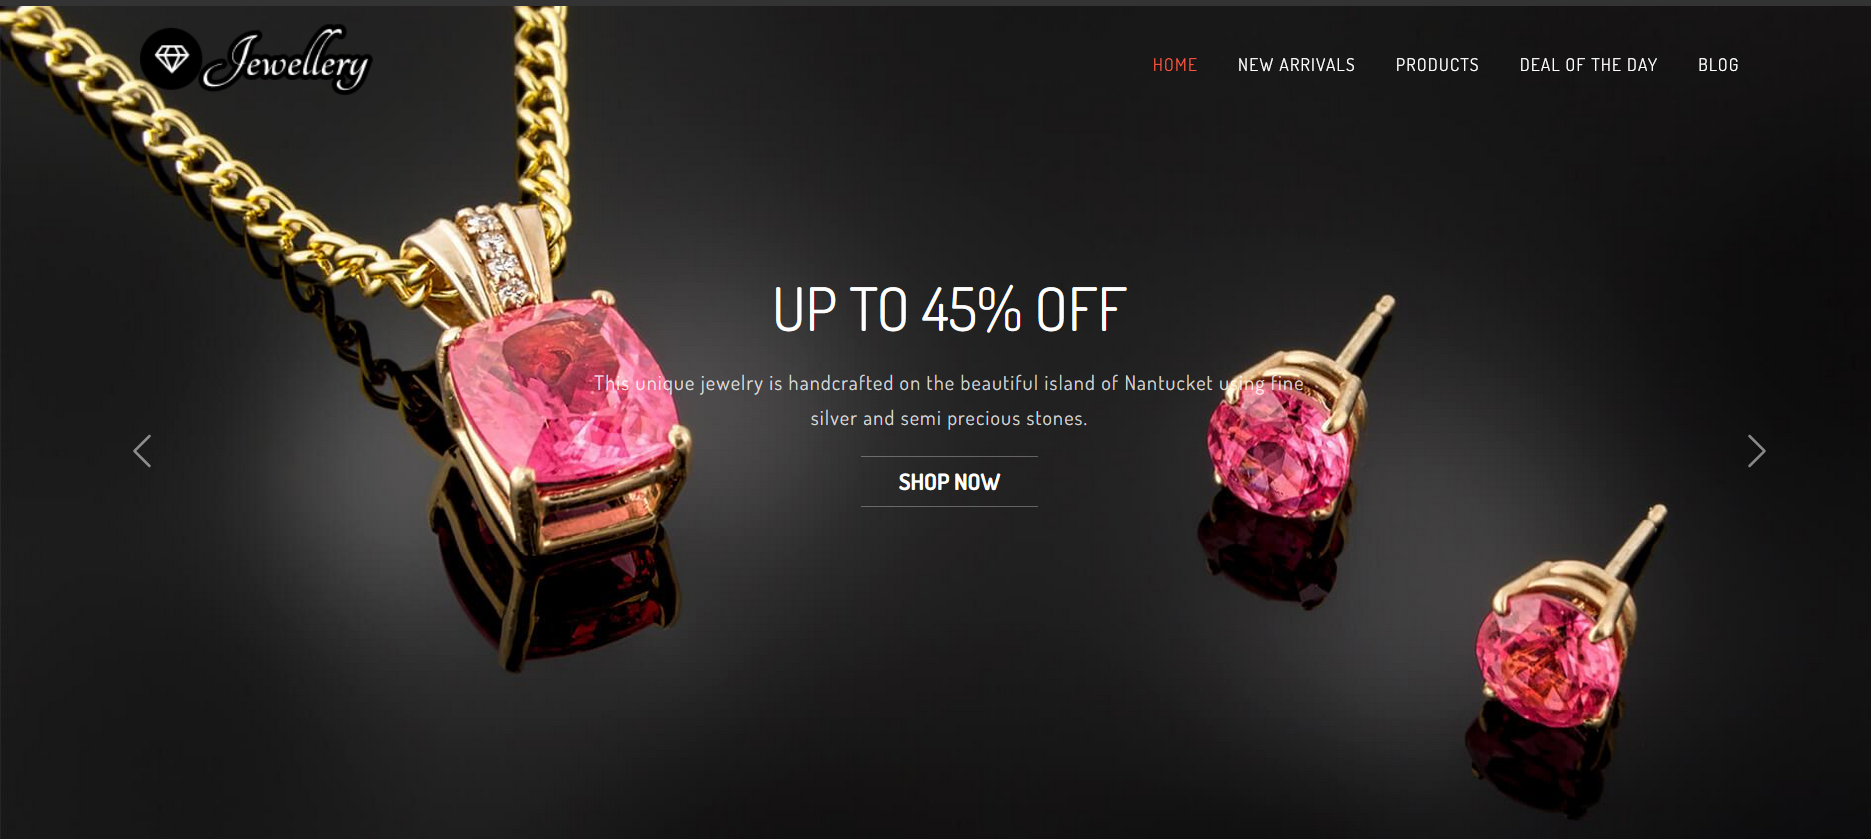 Jewellery
HOME NEW ARRIVALS PRODUCTS DEAL OF THE DAY BLOG
UP TO 45% OFF
This unique jewelry is handcrafted on the beautiful island of Nantucket using fine
silver and semi precious stones.
SHOP NOW